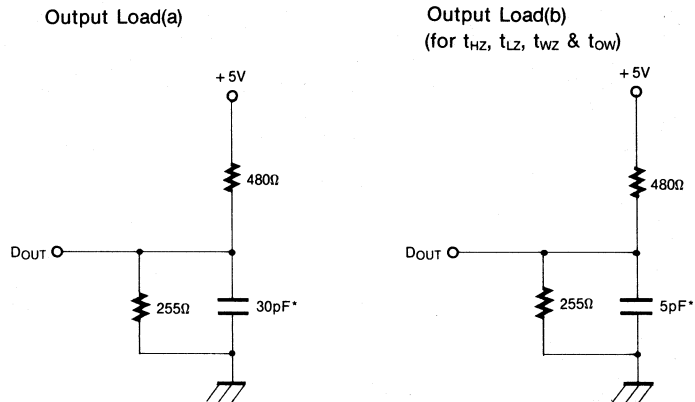 Output Load(a)
+5V
480Ω
DOUT
255Ω
30pF*
Output Load(b)
(for tHZ, tLZ, tWZ & tOW)
+5V
480Ω
DOUT
255Ω
5pF*